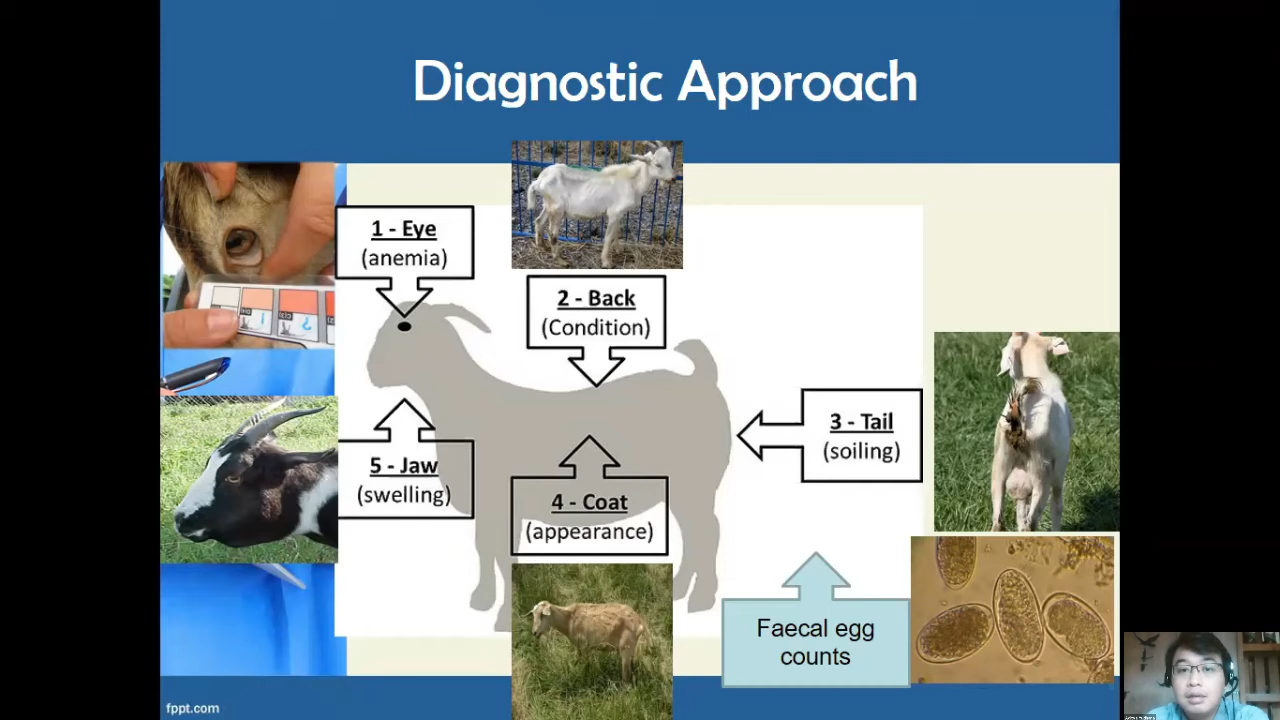 Diagnostic Approach
1 - Eye
(anemia)
2 - Back
(Condition)
3 - Tail
(soiling)
5 - Jaw
(swelling)
4 - Coat
(appearance)
Faecal egg
counts
fppt.com